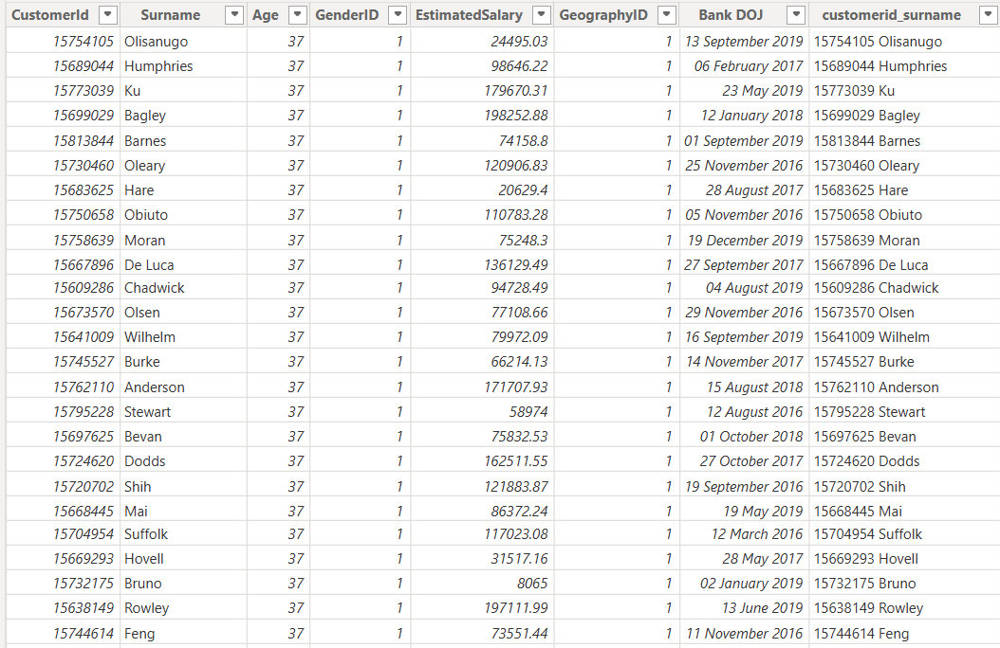 CustomerId Surname Age GenderID EstimatedSalary GeographyID Bank DOJ customerid_surname
15754105 Olisanugo 37 1 24495.03 1 13 September 2019 15754105 Olisanugo
15689044 Humphries 37 1 98646.22 1 06 February 2017 15689044 Humphries
15773039 Ku 37 1 179670.31 1 23 May 2019 15773039 Ku
15699029 Bagley 37 1 198252.88 1 12 January 2018 15699029 Bagley
15813844 Barnes 37 1 74158.8 1 01 September 2019 15813844 Barnes
15730460 Oleary 37 1 120906.83 1 25 November 2016 15730460 Oleary
15683625 Hare 37 1 20629.4 1 28 August 2017 15683625 Hare
15750658 Obiuto 37 1 110783.28 1 05 November 2016 15750658 Obiuto
15758639 Moran 37 1 75248.3 1 19 December 2019 15758639 Moran
15667896 De Luca 37 1 136129.49 1 27 September 2017 15667896 De Luca
15609286 Chadwick 37 1 94728.49 1 04 August 2019 15609286 Chadwick
15673570 Olsen 37 1 77108.66 1 29 November 2016 15673570 Olsen
15641009 Wilhelm 37 1 79972.09 1 16 September 2019 15641009 Wilhelm
15745527 Burke 37 1 66214.13 1 14 November 2017 15745527 Burke
15762110 Anderson 37 1 171707.93 1 15 August 2018 15762110 Anderson
15795228 Stewart 37 1 58974 1 12 August 2016 15795228 Stewart
15697625 Bevan 37 1 75832.53 1 01 October 2018 15697625 Bevan
15724620 Dodds 37 1 162511.55 1 27 October 2017 15724620 Dodds
15720702 Shih 37 1 121883.87 1 19 September 2016 15720702 Shih
15668445 Mai 37 1 86372.24 1 19 May 2019 15668445 Mai
15704954 Suffolk 37 1 117023.08 1 12 March 2016 15704954 Suffolk
15669293 Hovell 37 1 31517.16 1 28 May 2017 15669293 Hovell
15732175 Bruno 37 1 8065 1 02 January 2019 15732175 Bruno
15638149 Rowley 37 1 197111.99 1 13 June 2019 15638149 Rowley
15744614 Feng 37 1 73551.44 1 11 November 2016 15744614 Feng